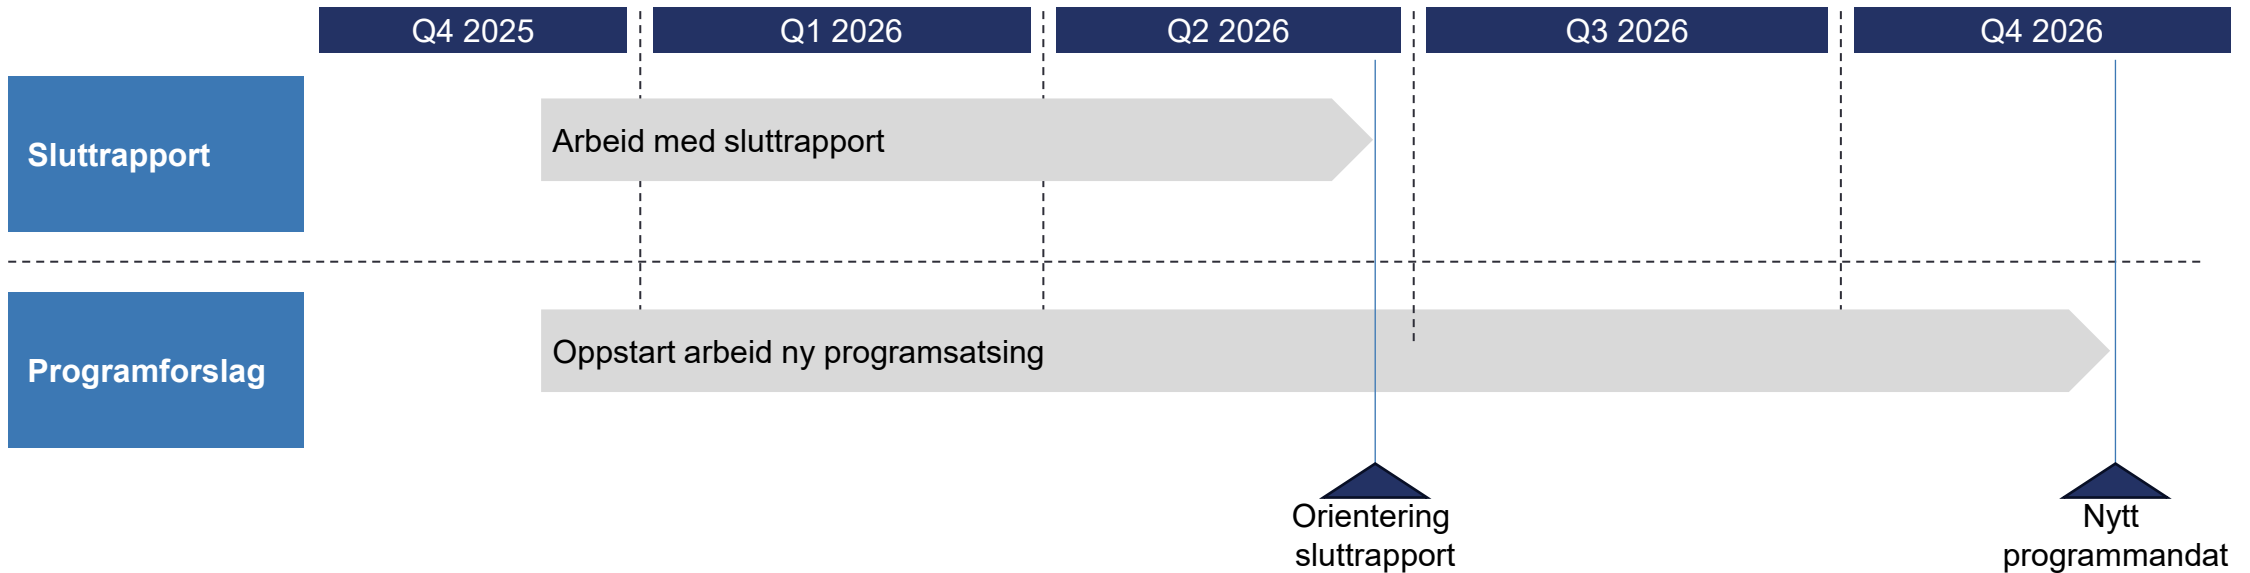 Q4 2025
Q1 2026
Q2 2026
Q3 2026
Q4 2026
Sluttrapport
Arbeid med sluttrapport
Programforslag
Oppstart arbeid ny programsatsing
Orientering
sluttrapport
Nytt
programmandat